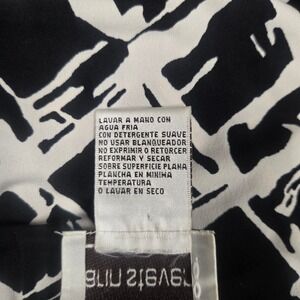 LAVAR A MANO CON
AGUA FRIA
CON DETERGENTE SUAVE
NO USAR BLANQUEADOR
NO EXPRIMIR O RETORCER
REFORMAR Y SECAR
SOBRE SUPERFICIE PLANA
PLANCHA EN MINIMA
TEMPERATURA
O LAVAR EN SECO